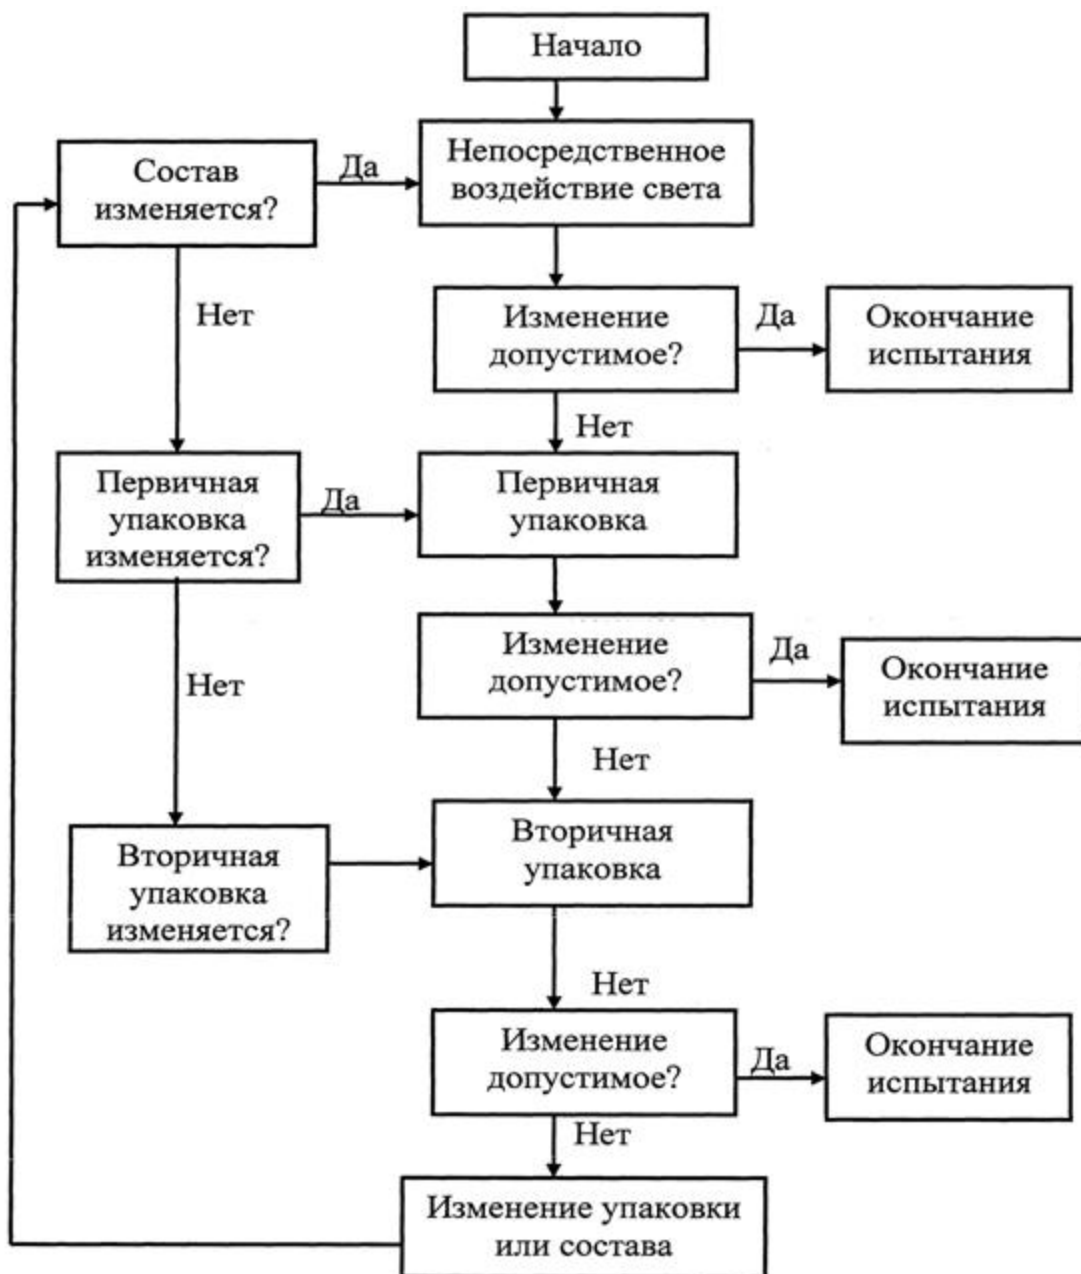 Начало
Состав
изменяется?
Да
Непосредственное
воздействие света
Нет
Изменение
допустимое?
Да
Окончание
испытания
Нет
Первичная
упаковка
изменяется?
Да
Первичная
упаковка
Нет
Изменение
допустимое?
Да
Окончание
испытания
Нет
Вторичная
упаковка
изменяется?
Вторичная
упаковка
Нет
Изменение
допустимое?
Да
Окончание
испытания
Нет
Изменение упаковки
или состава